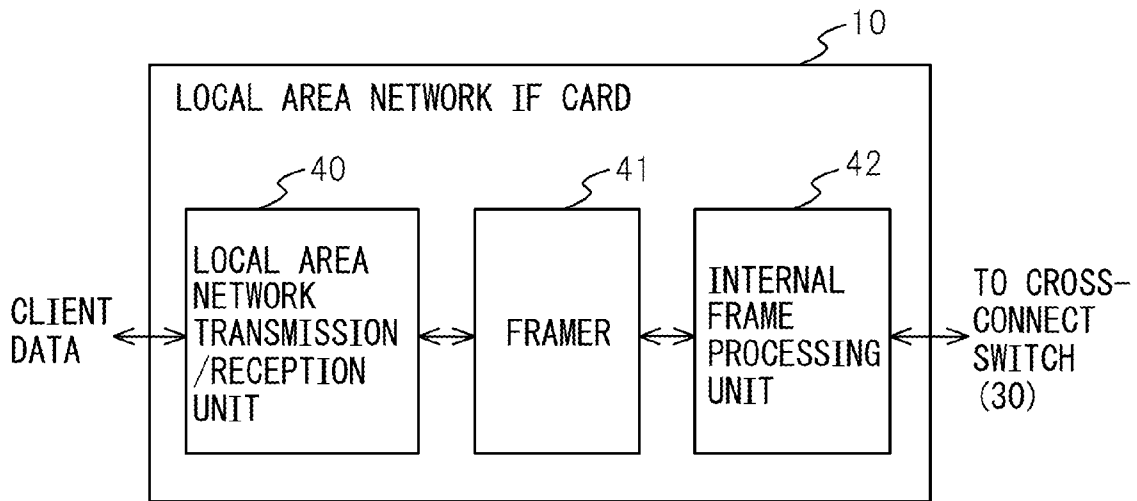 10
LOCAL AREA NETWORK IF CARD
40
41
42
CLIENT
DATA
LOCAL AREA
NETWORK
TRANSMISSION
/RECEPTION
UNIT
FRAMER
INTERNAL
FRAME
PROCESSING
UNIT
TO CROSS-
CONNECT
SWITCH
(30)